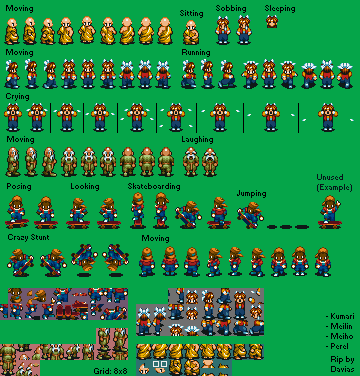 Moving
Sitting
Sobbing
Sleeping
Moving
Running
Crying
Moving
Laughing
Posing
Looking
Skateboarding
Jumping
Unused
(Example)
Crazy Stunt
Moving
- Kumari
- Meilin
- Meiho
- Perel
Grid: 8x8
Rip by
Davias